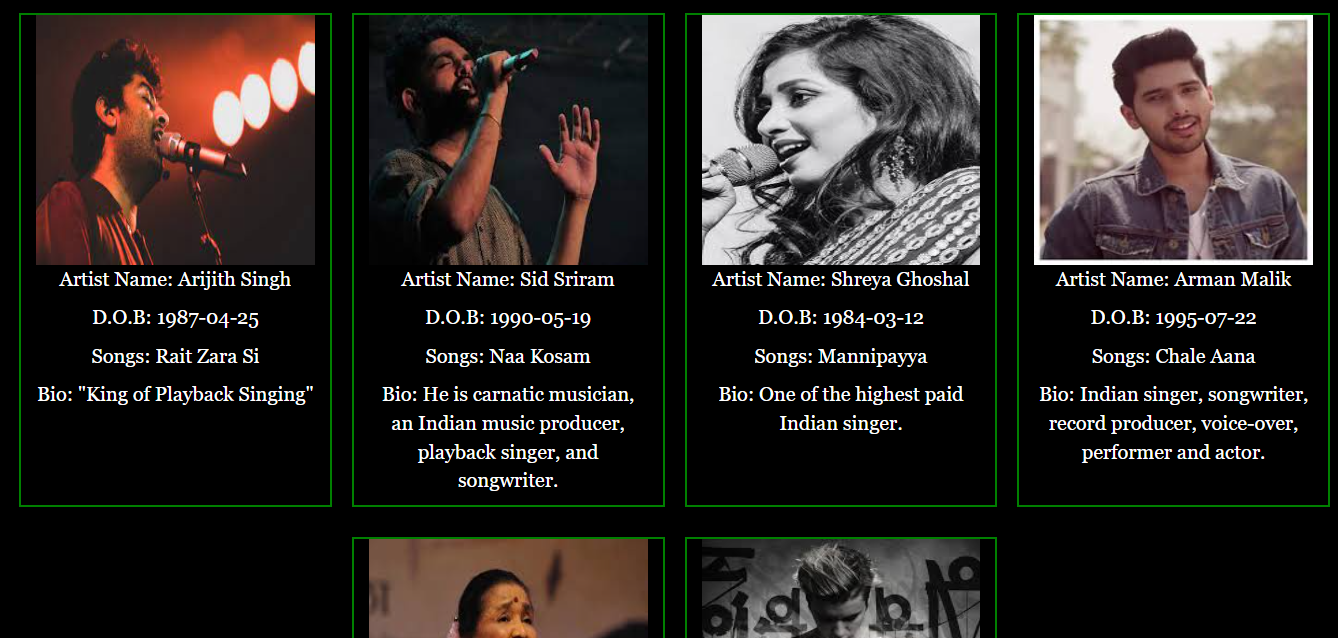 Artist Name: Arijith Singh
D.O.B: 1987-04-25
Songs: Rait Zara Si
Bio: "King of Playback Singing"
Artist Name: Sid Sriram
D.O.B: 1990-05-19
Songs: Naa Kosam
Bio: He is carnatic musician,
an Indian music producer,
playback singer, and
songwriter.
Artist Name: Shreya Ghoshal
D.O.B: 1984-03-12
Songs: Mannipayya
Bio: One of the highest paid
Indian singer.
Artist Name: Arman Malik
D.O.B: 1995-07-22
Songs: Chale Aana
Bio: Indian singer, songwriter,
record producer, voice-over,
performer and actor.